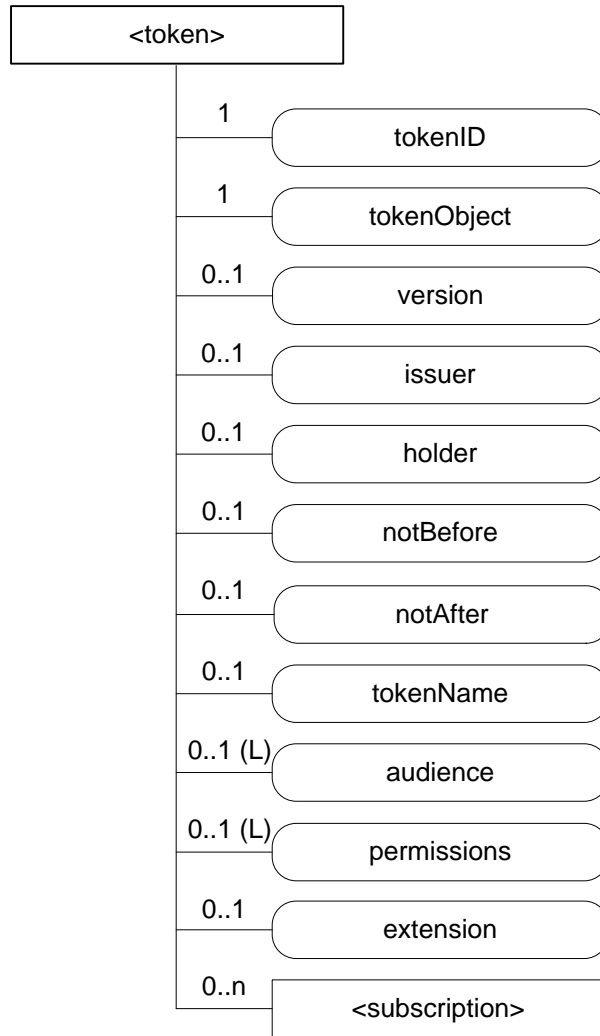 <token>
1
tokenID
1
tokenObject
0..1
version
0..1
issuer
0..1
holder
0..1
notBefore
0..1
notAfter
0..1
tokenName
0..1 (L)
audience
0..1 (L)
permissions
0..1
extension
0..n
<subscription>